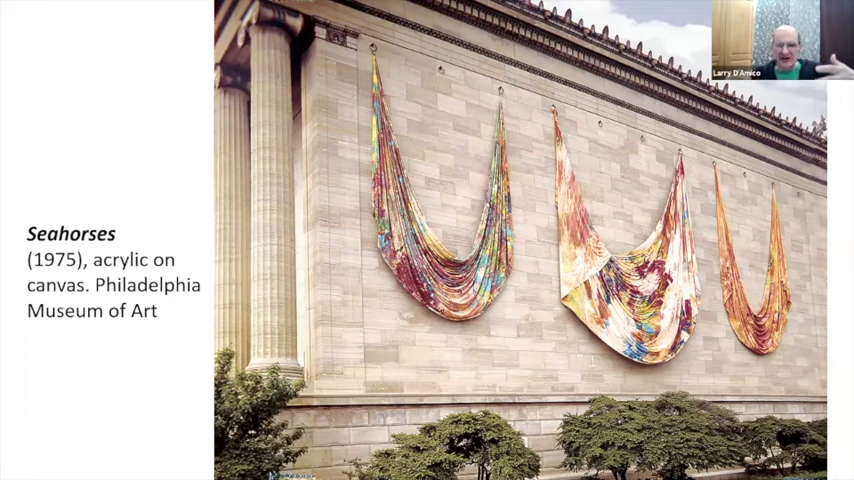 Larry D'Amico
Seahorses
(1975), acrylic on
canvas. Philadelphia
Museum of Art